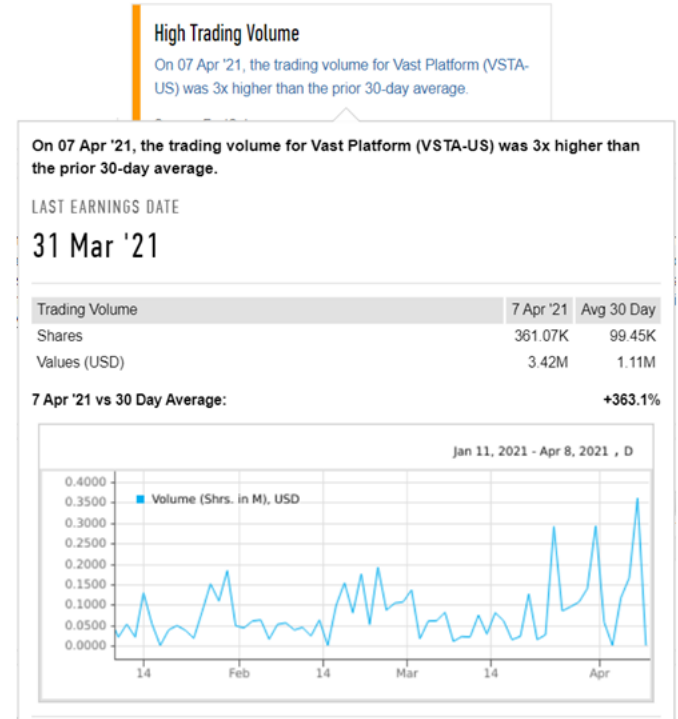 High Trading Volume
On 07 Apr '21, the trading volume for Vast Platform (VSTA-
US) was 3x higher than the prior 30-day average.
On 07 Apr '21, the trading volume for Vast Platform (VSTA-US) was 3x higher than
the prior 30-day average.
LAST EARNINGS DATE
31 Mar '21
Trading Volume 7 Apr '21 Avg 30 Day
Shares 361.07K 99.45K
Values (USD) 3.42M 1.11M
7 Apr '21 vs 30 Day Average: +363.1%
Jan 11, 2021 - Apr 8, 2021 , D
Volume (Shrs. in M), USD
0.4000
0.3500
0.3000
0.2500
0.2000
0.1500
0.1000
0.0500
0.0000
14 Feb 14 Mar 14 Apr